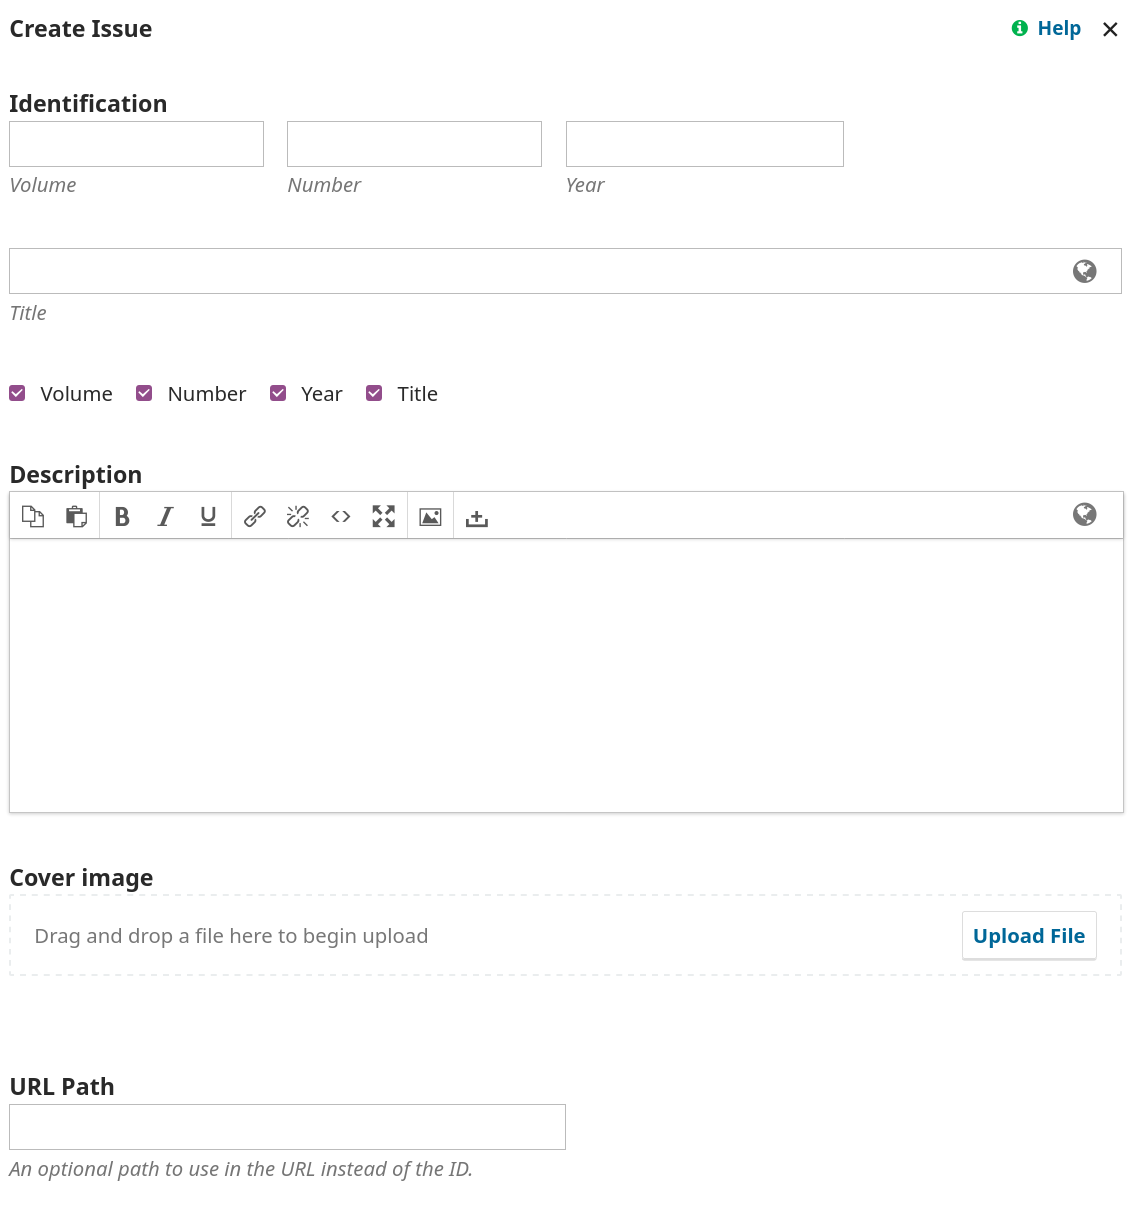 Create Issue Help
Identification
Volume Number Year
Title
Volume Number Year Title
Description
Cover image
Drag and drop a file here to begin upload Upload File
URL Path
An optional path to use in the URL instead of the ID.